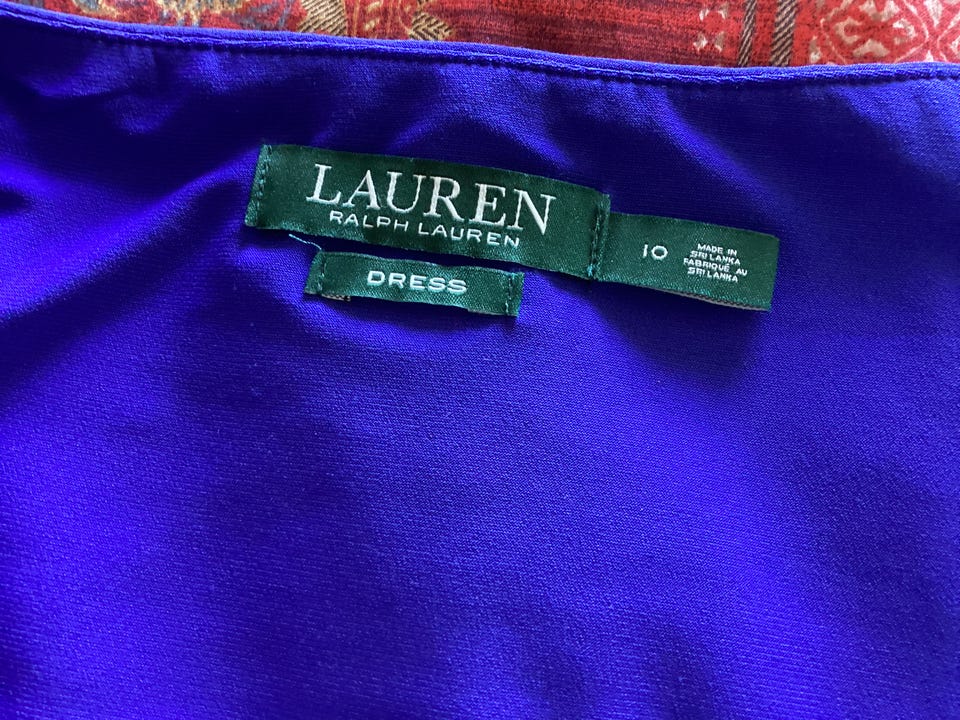 LAUREN
RALPH LAUREN
DRESS
10
MADE IN
SRI LANKA
FABRIQUÉ AU
SRI LANKA